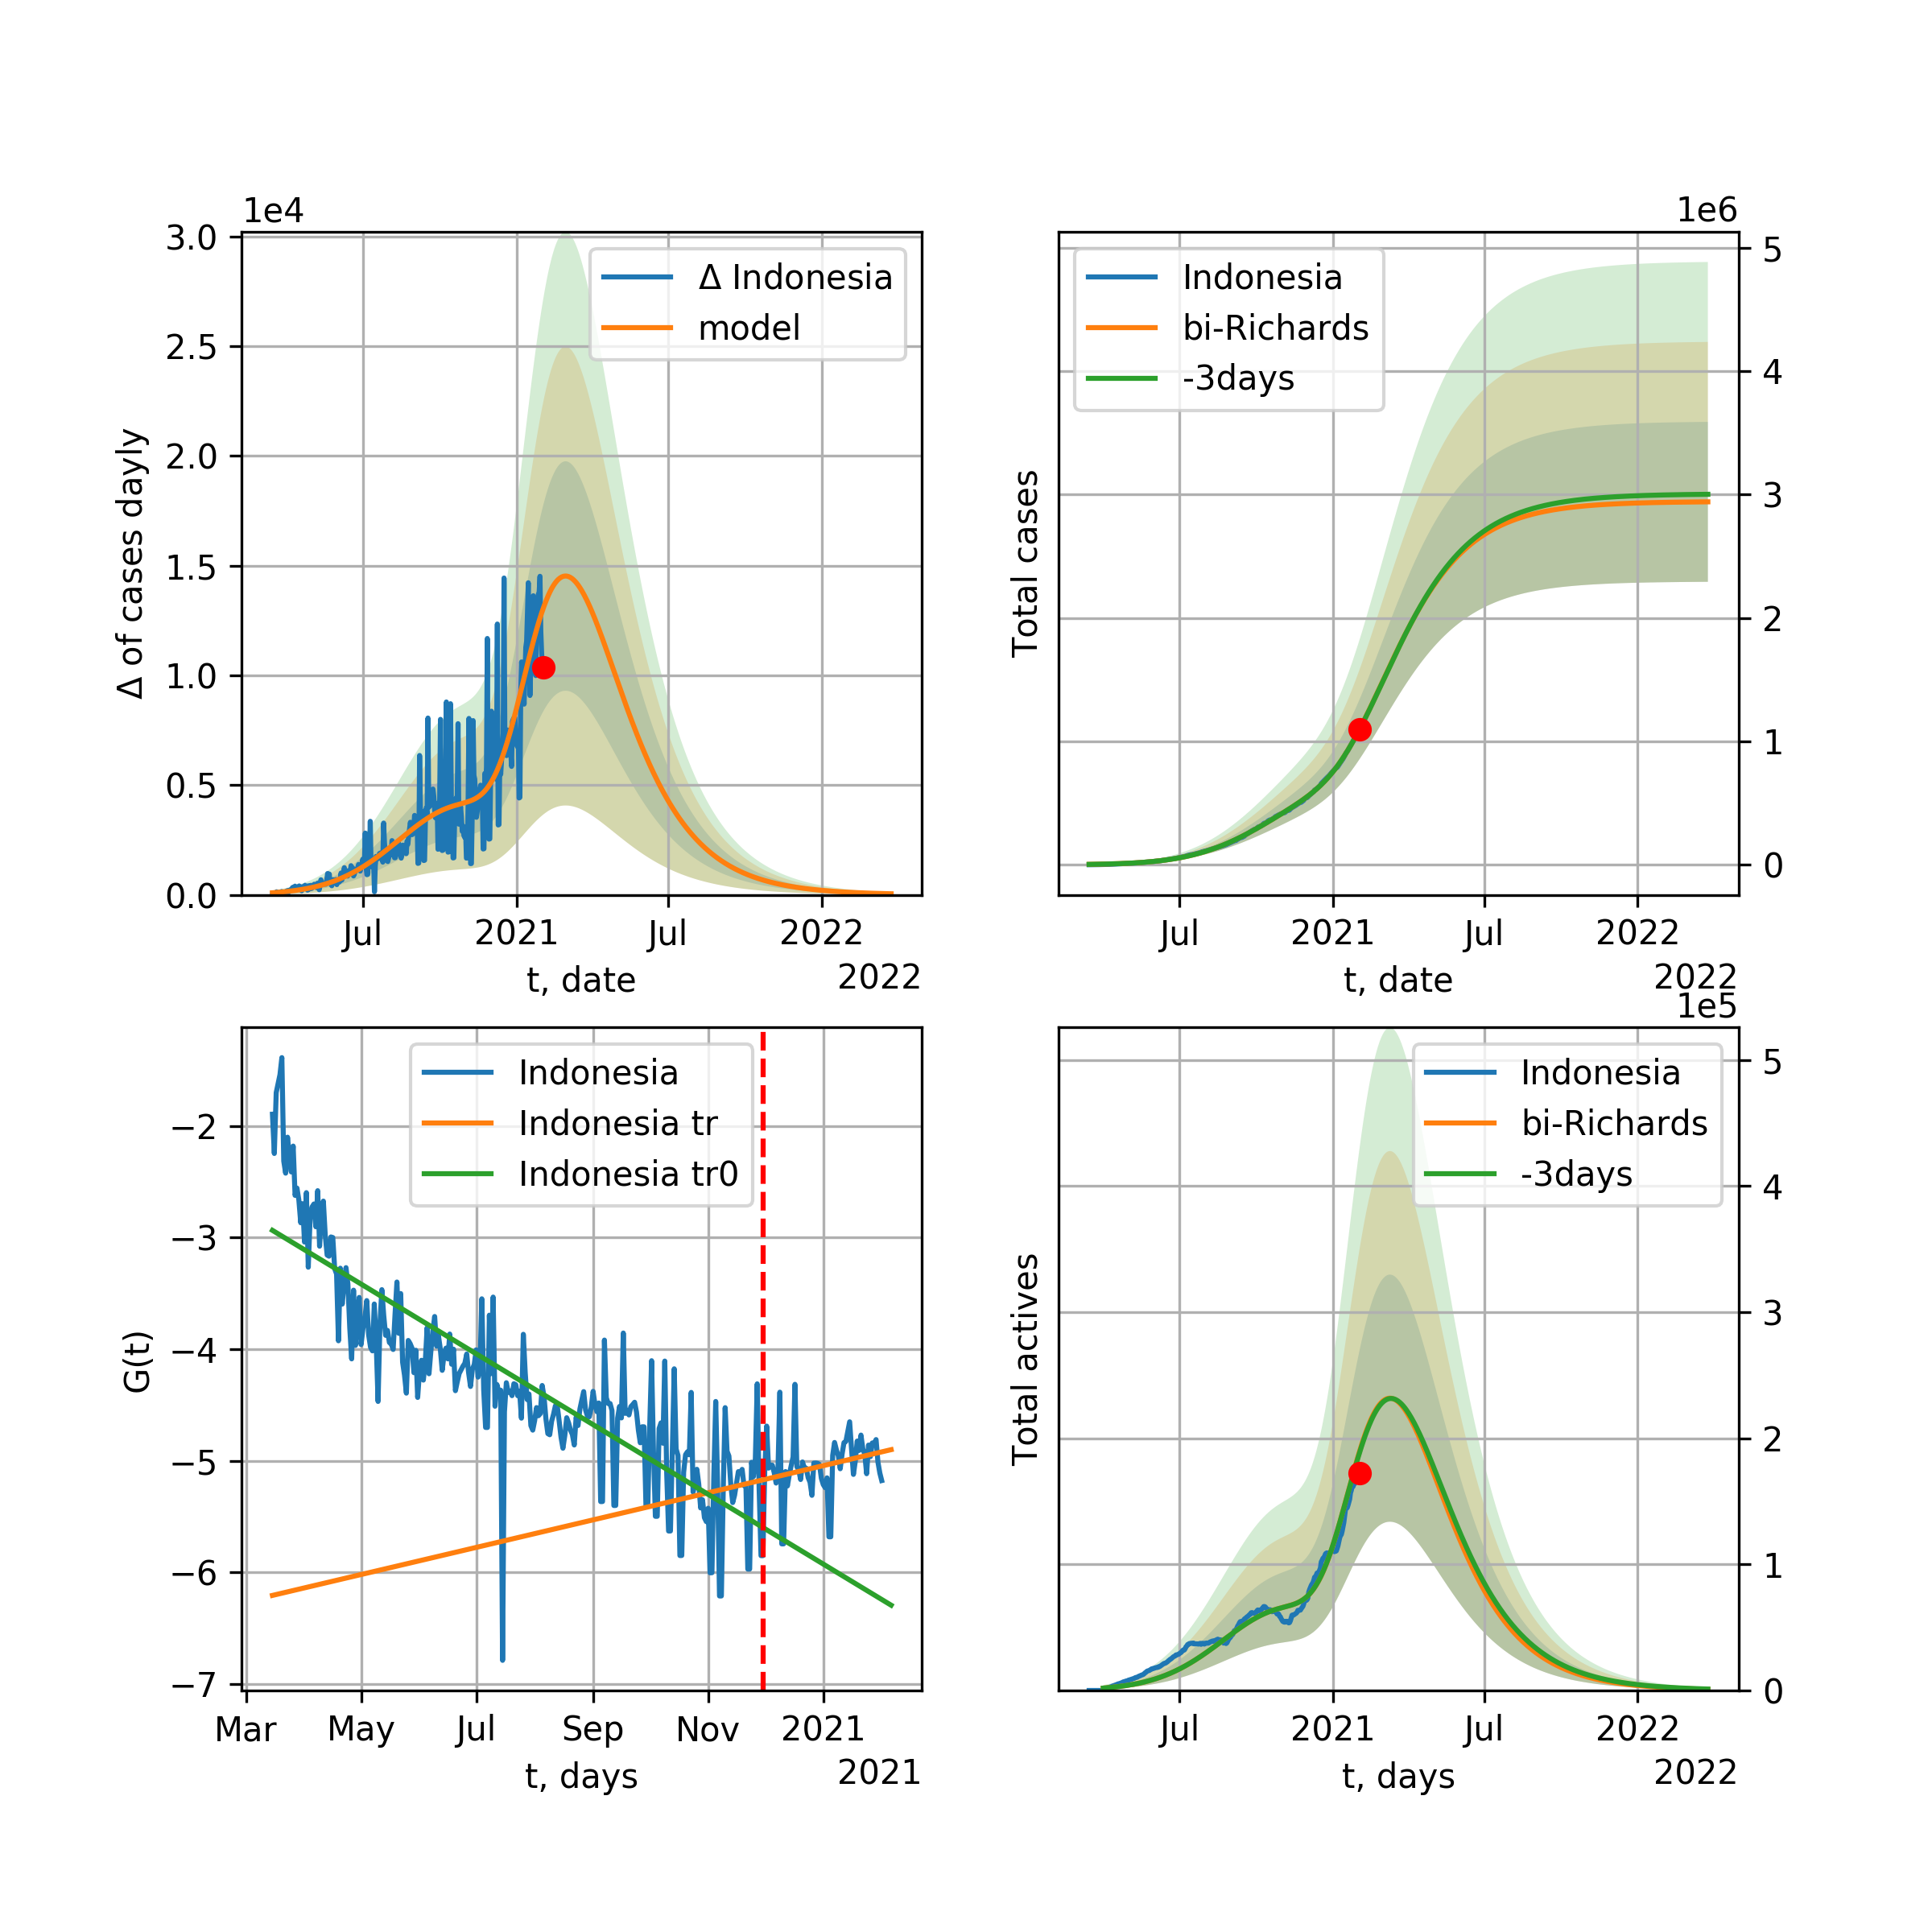 1e4
3.0
2.5
2.0
1.5
1.0
0.5
0.0
Δ of cases dayly
Δ Indonesia
model
Jul
2021
Jul
2022
t, date
2022
1e6
5
4
3
2
1
0
Total cases
Indonesia
bi-Richards
-3days
Jul
2021
Jul
2022
t, date
2022
−2
−3
−4
−5
−6
−7
G(t)
Indonesia
Indonesia tr
Indonesia tr0
Mar
May
Jul
Sep
Nov
2021
t, days
2021
1e5
5
4
3
2
1
0
Total actives
Indonesia
bi-Richards
-3days
Jul
2021
Jul
2022
t, days
2022